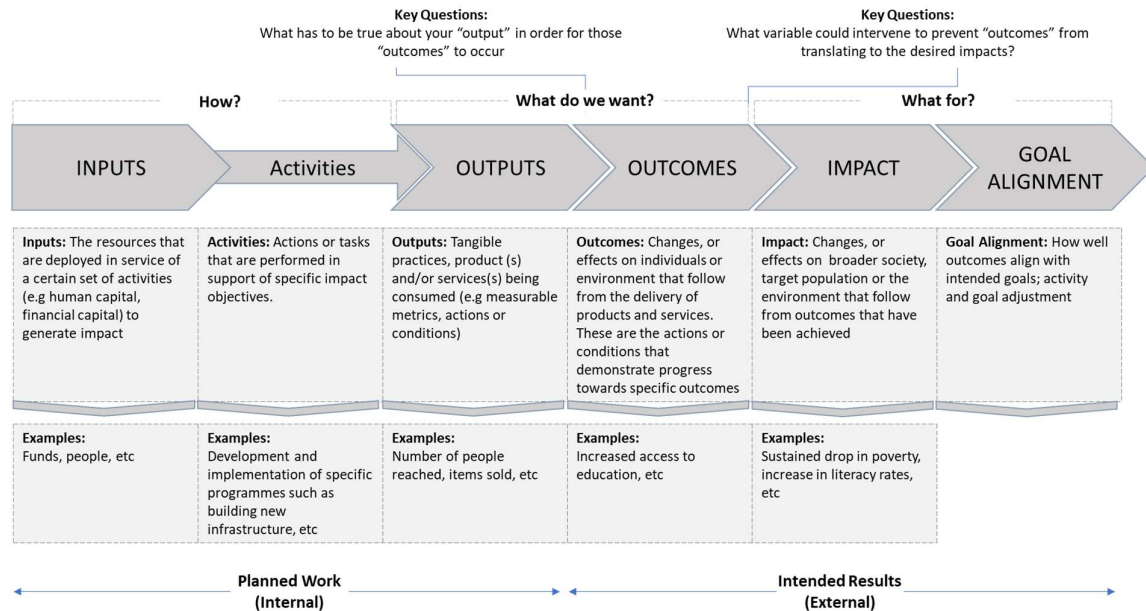 Key Questions:
What has to be true about your “output” in order for those
“outcomes” to occur
Key Questions:
What variable could intervene to prevent “outcomes” from
translating to the desired impacts?
How?
What do we want?
What for?
INPUTS
Activities
OUTPUTS
OUTCOMES
IMPACT
GOAL
ALIGNMENT
Inputs: The resources that
are deployed in service of
a certain set of activities
(e.g human capital,
financial capital) to
generate impact
Activities: Actions or tasks
that are performed in
support of specific impact
objectives.
Outputs: Tangible
practices, product (s)
and/or services(s) being
consumed (e.g measurable
metrics, actions or
conditions)
Outcomes: Changes, or
effects on individuals or
environment that follow
from the delivery of
products and services.
These are the actions or
conditions that
demonstrate progress
towards specific outcomes
Impact: Changes, or
effects on broader society,
target population or the
environment that follow
from outcomes that have
been achieved
Goal Alignment: How well
outcomes align with
intended goals; activity
and goal adjustment
Examples:
Funds, people, etc
Examples:
Development and
implementation of specific
programmes such as
building new
infrastructure, etc
Examples:
Number of people
reached, items sold, etc
Examples:
Increased access to
education, etc
Examples:
Sustained drop in poverty,
increase in literacy rates,
etc
Planned Work
(Internal)
Intended Results
(External)